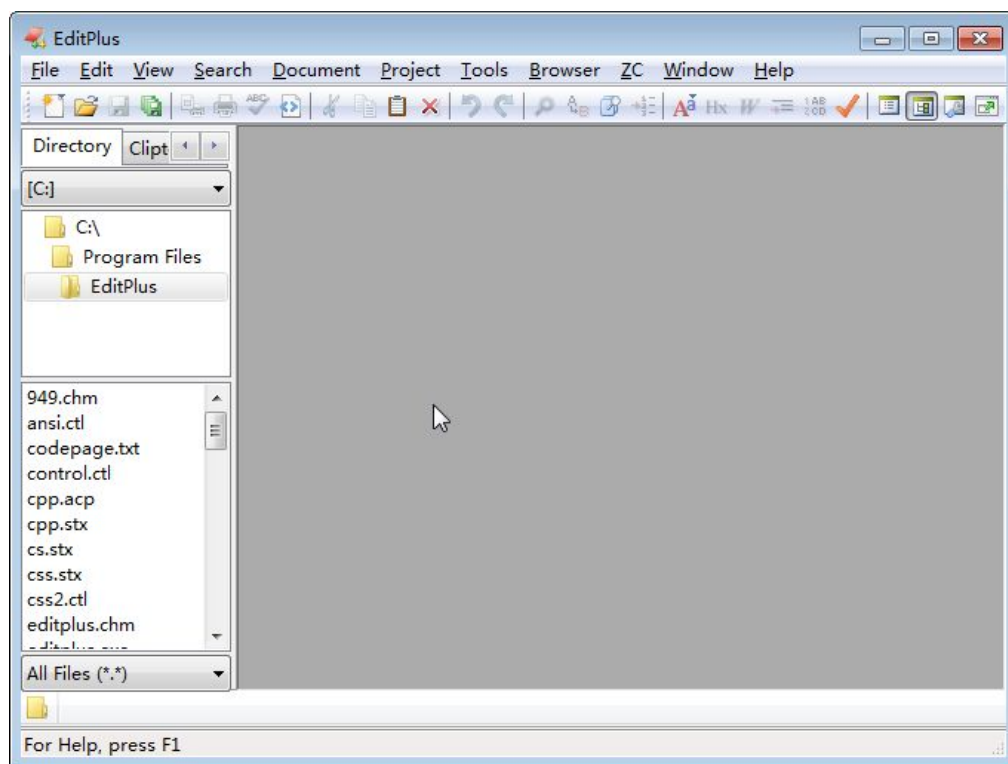 EditPlus
File Edit View Search Document Project Tools Browser ZC Window Help
Directory Clipt
[C:]
C:\
Program Files
EditPlus
949.chm
ansi.ctl
codepage.txt
control.ctl
cpp.acp
cpp.stx
cs.stx
css.stx
css2.ctl
editplus.chm
All Files (*.*)
For Help, press F1